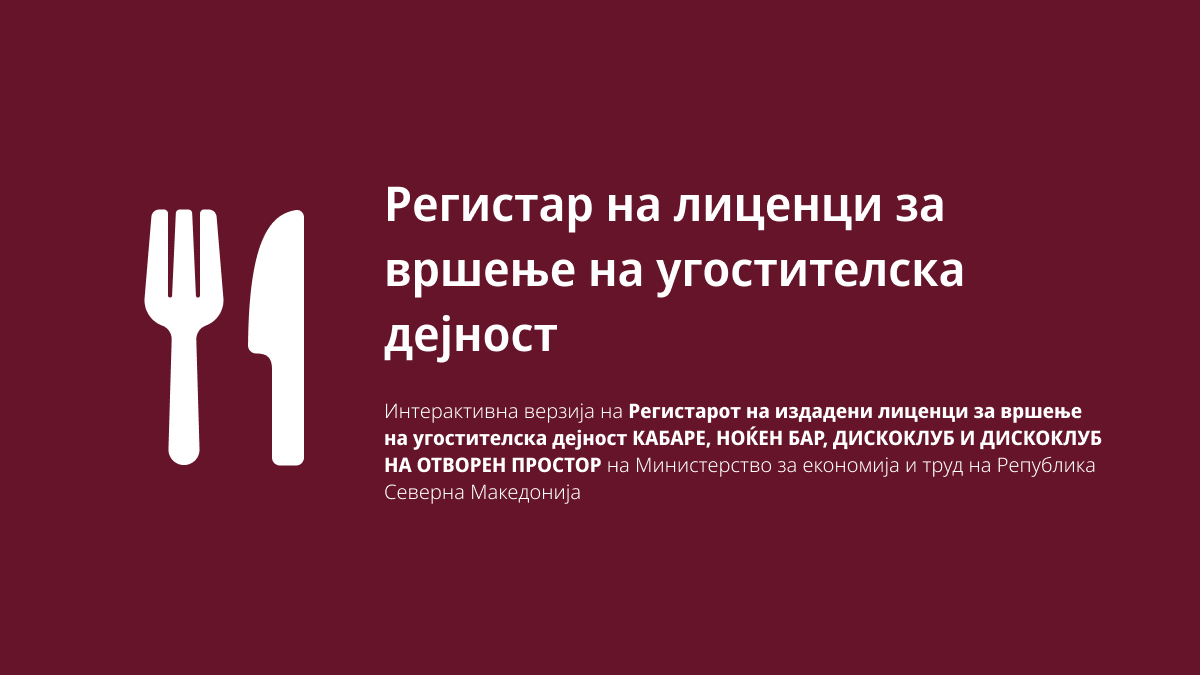 Регистар на лиценци за
вршење на угостителска
дејност
Интерактивна верзија на Регистарот на издадени лиценци за вршење
на угостителска дејност КАБАРЕ, НОЌЕН БАР, ДИСКОКЛУБ И ДИСКОКЛУБ
НА ОТВОРЕН ПРОСТОР на Министерство за економија и труд на Република
Северна Македонија